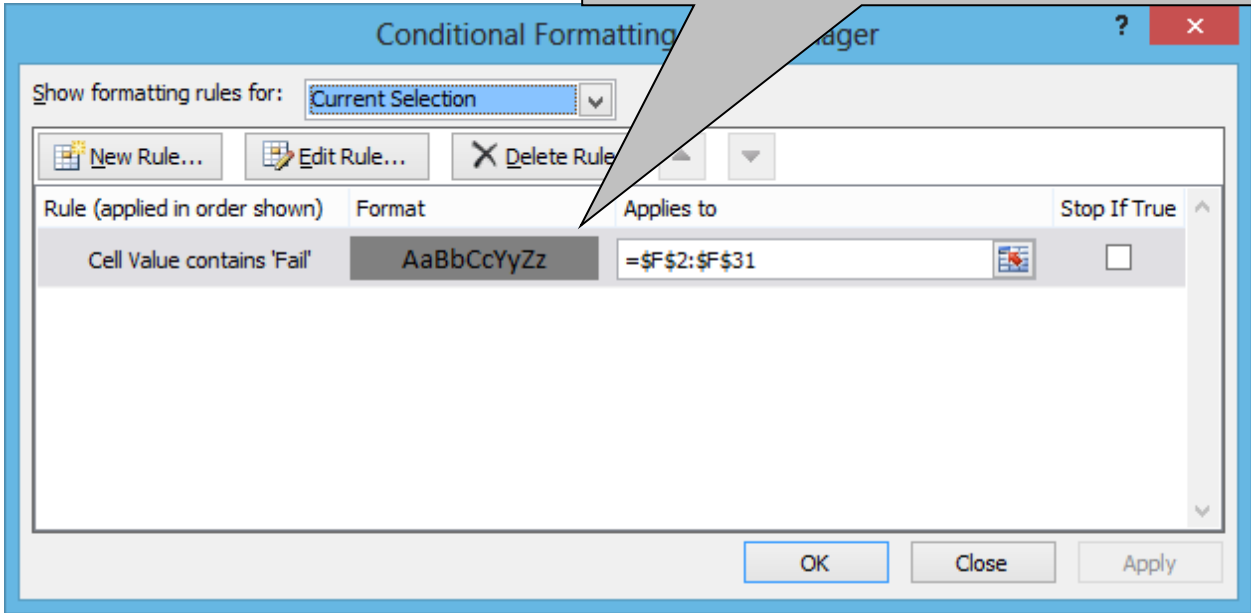 Conditional Formatting ager ? ×
Show formatting rules for: Current Selection
New Rule... Edit Rule... Delete Rule
Rule (applied in order shown) Format Applies to Stop If True
Cell Value contains 'Fail' AaBbCcYyZz =$F$2:$F$31
OK Close Apply